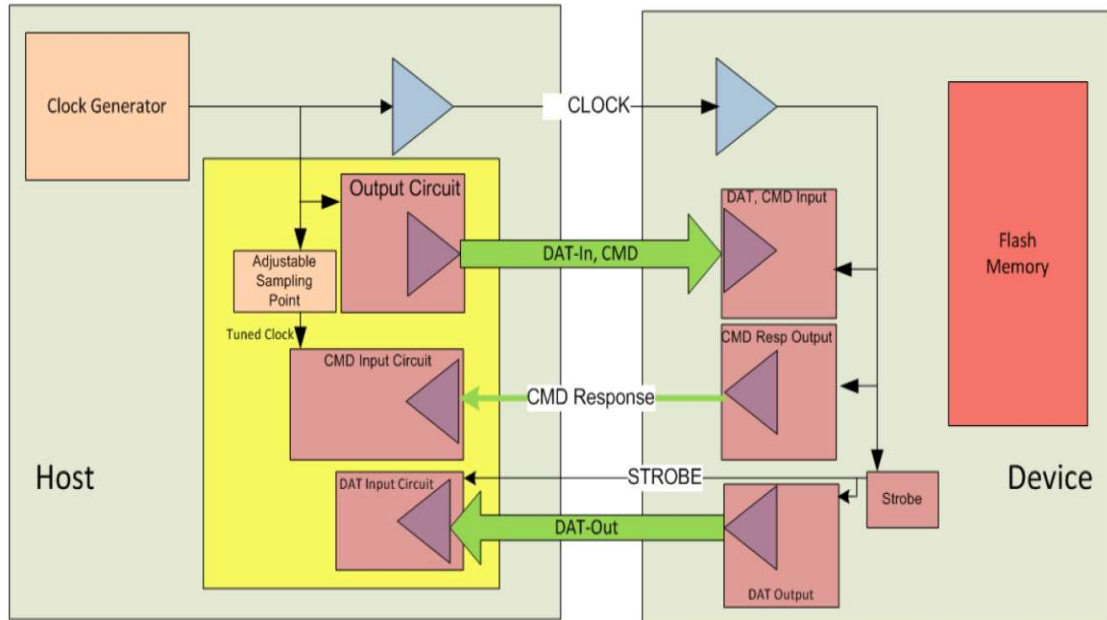 Clock Generator
CLOCK
Output Circuit
DAT, CMD Input
DAT-In, CMD
Flash
Memory
Adjustable
Sampling
Point
Tuned Clock
CMD Input Circuit
CMD Resp Output
CMD Response
Host
STROBE
Device
DAT Input Circuit
Strobe
DAT-Out
DAT Output